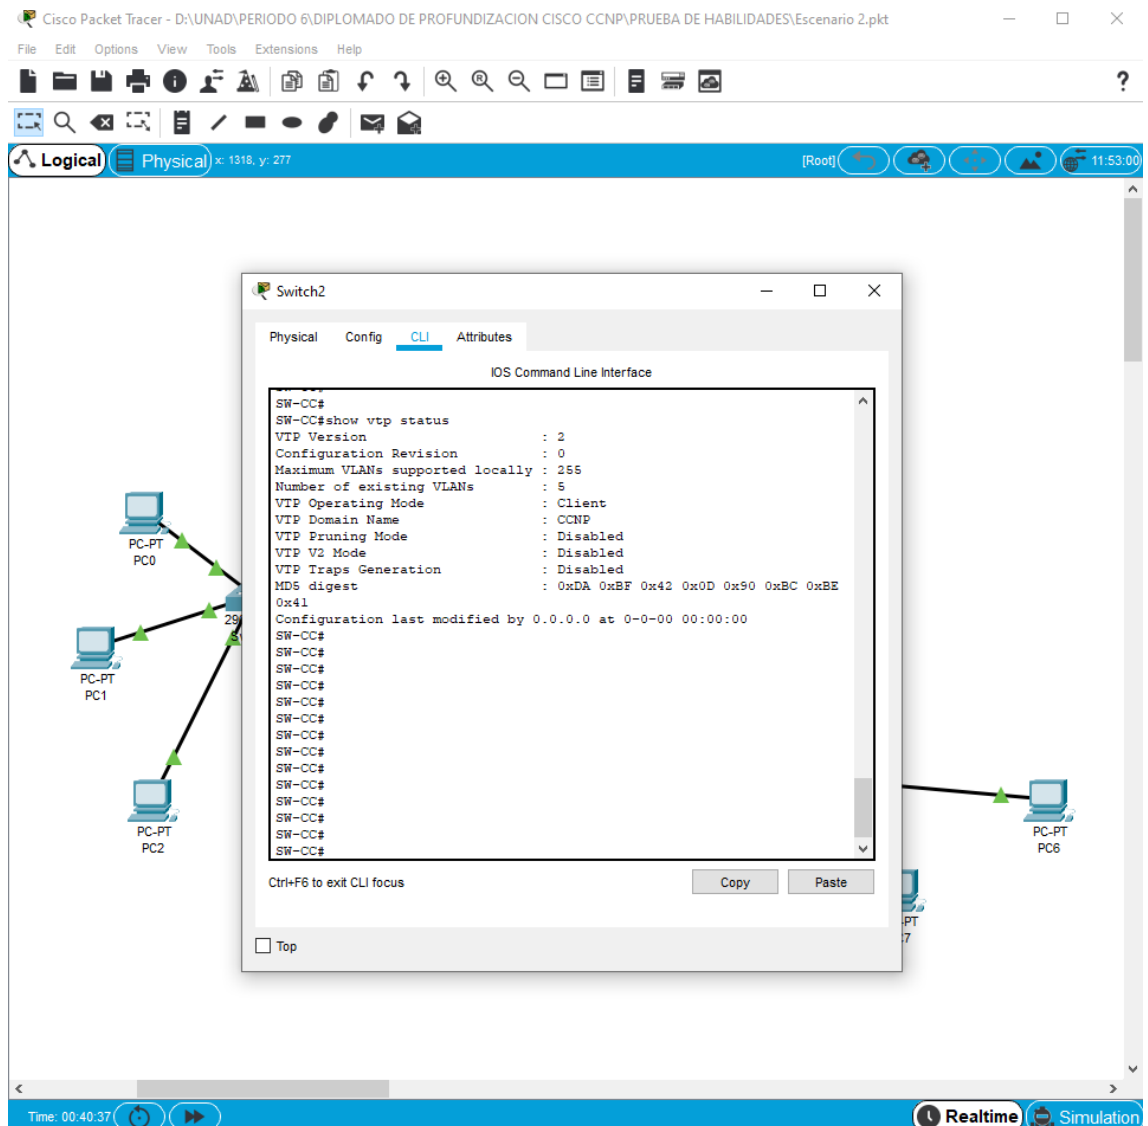 Cisco Packet Tracer - D:\UNAD\PERIODO 6\DIPLOMADO DE PROFUNDIZACION CISCO CCNP\PRUEBA DE HABILIDADES\Escenario 2.pkt
File Edit Options View Tools Extensions Help
?
Logical Physical x: 1318, y: 277 [Root] 11:53:00
Switch2
Physical Config CLI Attributes
IOS Command Line Interface
SW-CC#
SW-CC#show vtp status
VTP Version : 2
Configuration Revision : 0
Maximum VLANs supported locally : 255
Number of existing VLANs : 5
VTP Operating Mode : Client
VTP Domain Name : CCNP
VTP Pruning Mode : Disabled
VTP V2 Mode : Disabled
VTP Traps Generation : Disabled
MD5 digest : 0xDA 0xBF 0x42 0x0D 0x90 0xBC 0xBE
0x41
Configuration last modified by 0.0.0.0 at 0-0-00 00:00:00
SW-CC#
SW-CC#
SW-CC#
SW-CC#
SW-CC#
SW-CC#
SW-CC#
SW-CC#
SW-CC#
SW-CC#
SW-CC#
SW-CC#
SW-CC#
SW-CC#
Ctrl+F6 to exit CLI focus
Copy Paste
Top
PC-PT
PC0
29
S
PC-PT
PC1
PC-PT
PC2
PC-PT
PC6
-PT
7
Time: 00:40:37 Realtime Simulation